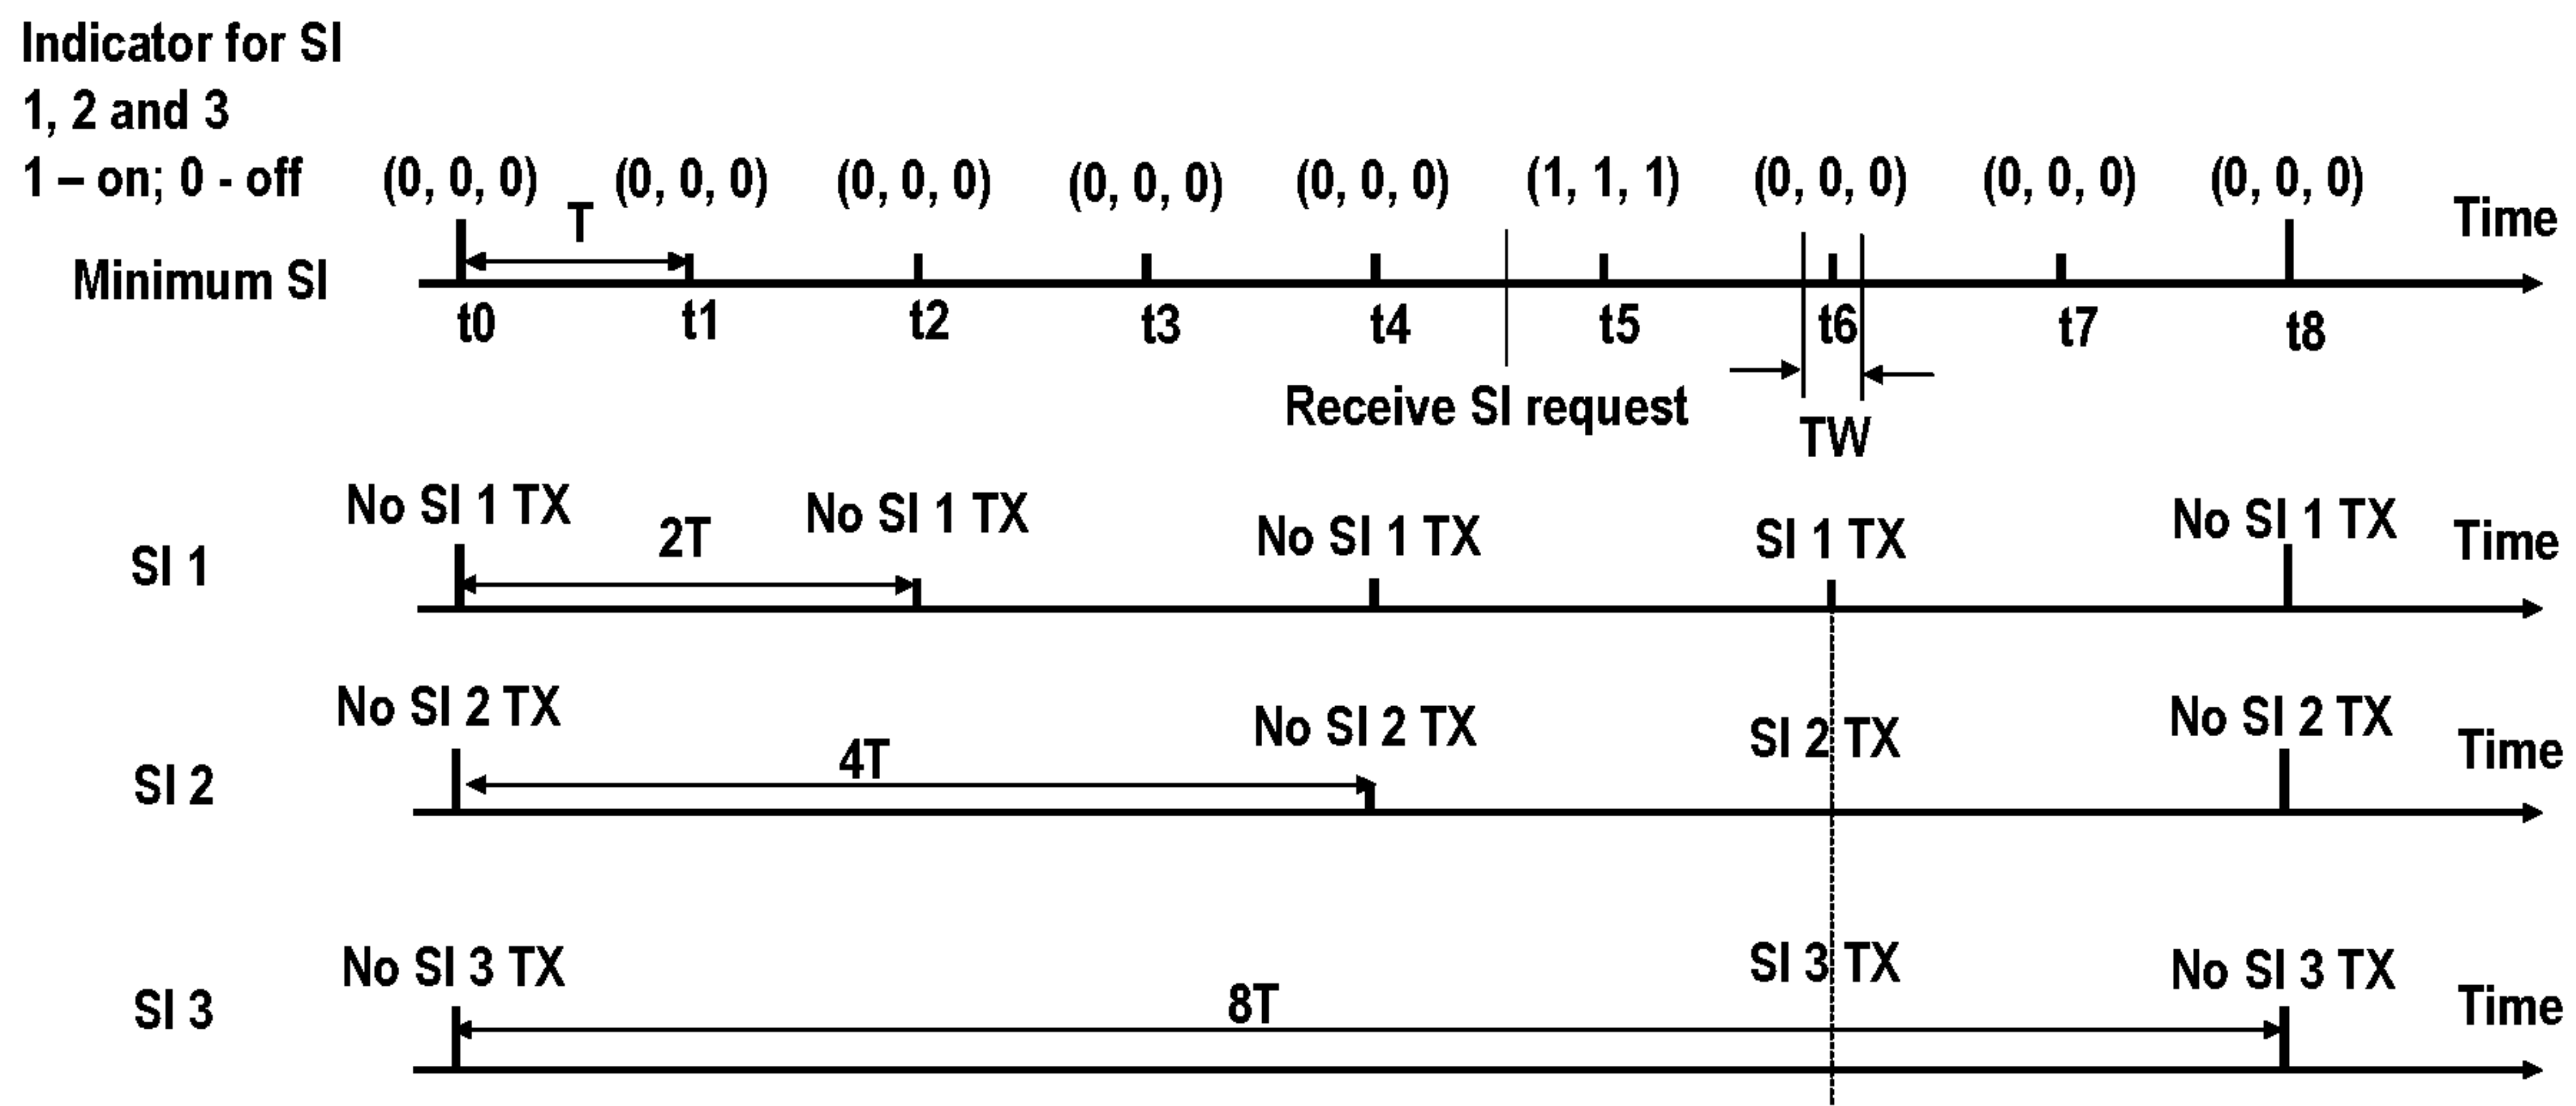 Indicator for SI
1, 2 and 3
1 – on; 0 - off
(0, 0, 0) (0, 0, 0) (0, 0, 0) (0, 0, 0) (0, 0, 0) (1, 1, 1) (0, 0, 0) (0, 0, 0) (0, 0, 0)
T
Time
Minimum SI
t0 t1 t2 t3 t4 t5 t6 t7 t8
Receive SI request
TW
No SI 1 TX No SI 1 TX No SI 1 TX SI 1 TX No SI 1 TX
2T
Time
SI 1
No SI 2 TX No SI 2 TX SI 2 TX No SI 2 TX
4T
Time
SI 2
No SI 3 TX SI 3 TX No SI 3 TX
8T
Time
SI 3